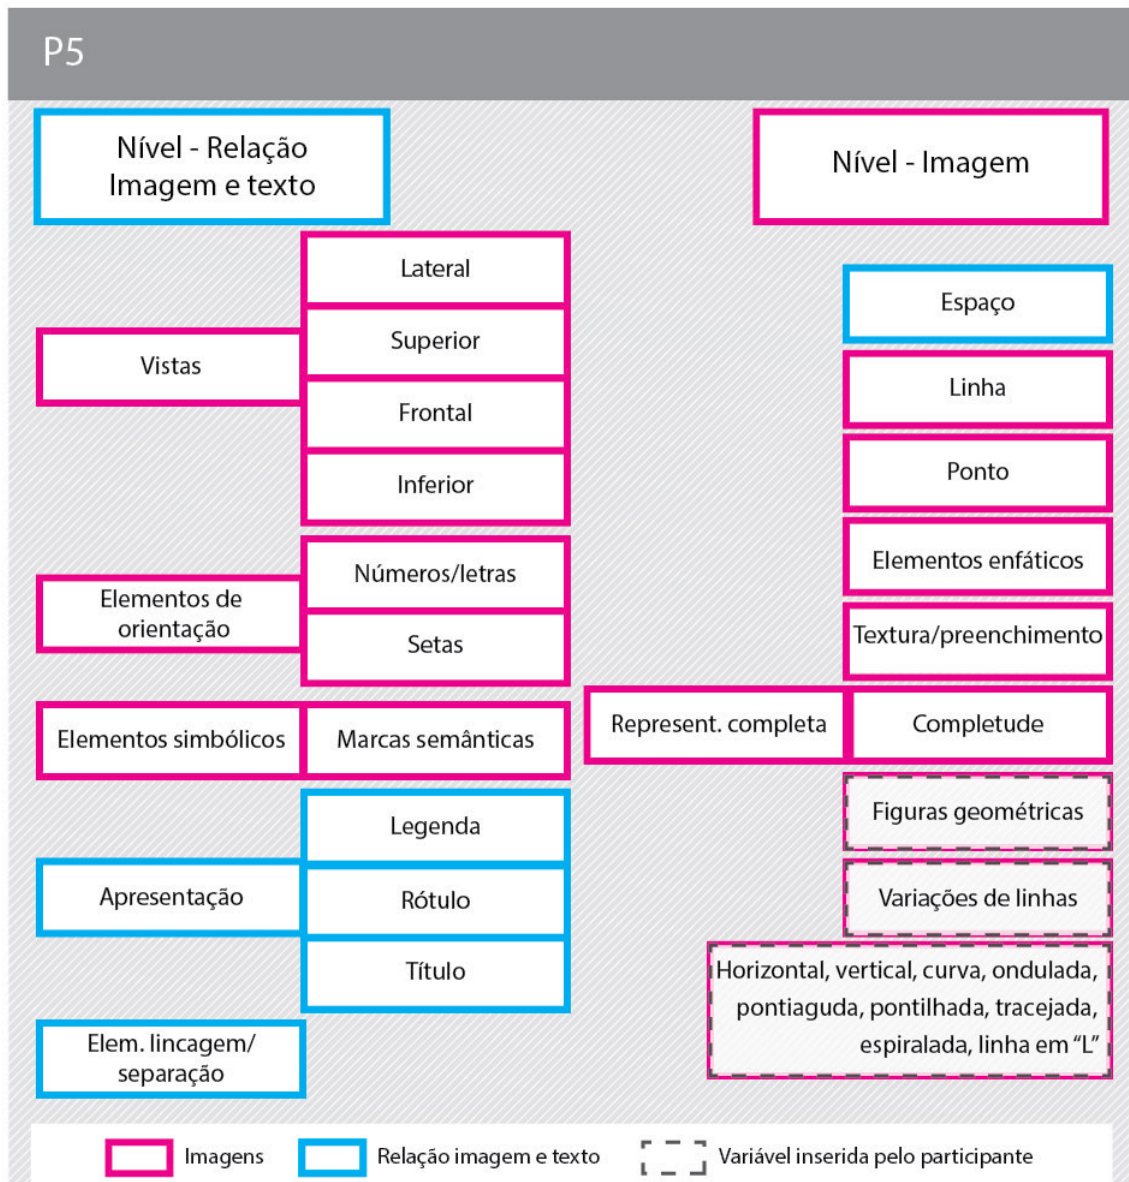 P5
Nível - Relação
Imagem e texto
Nível - Imagem
Vistas
Lateral
Superior
Frontal
Inferior
Elementos de
orientação
Números/letras
Setas
Elementos simbólicos
Marcas semânticas
Apresentação
Legenda
Rótulo
Título
Elem. lincagem/
separação
Espaço
Linha
Ponto
Elementos enfáticos
Textura/preenchimento
Represent. completa
Completude
Figuras geométricas
Variações de linhas
Horizontal, vertical, curva, ondulada,
pontiaguda, pontilhada, tracejada,
espiralada, linha em “L”
Imagens
Relação imagem e texto
Variável inserida pelo participante